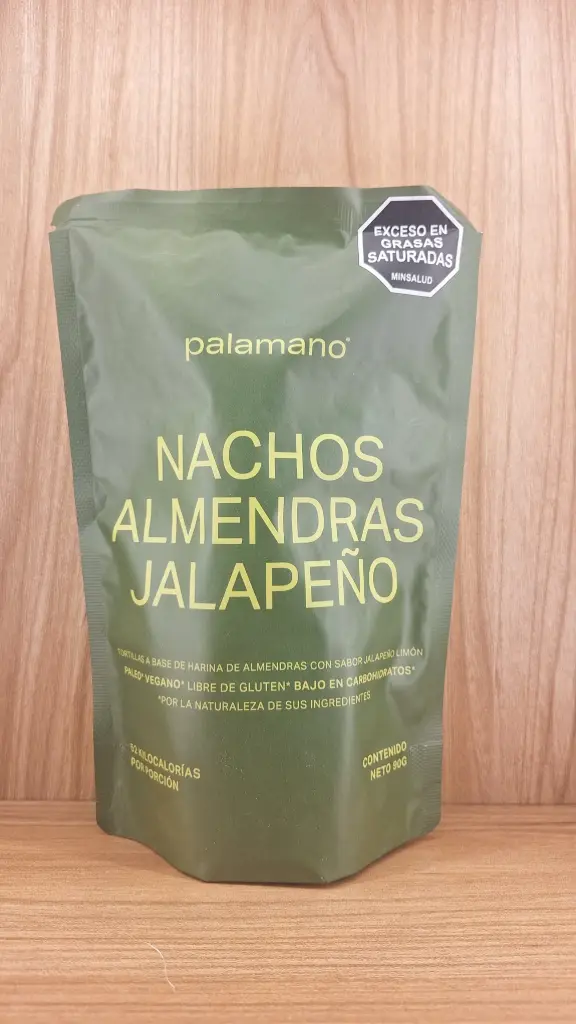 EXCESO EN
GRASAS
SATURADAS
MINSALUD
palamano®
NACHOS
ALMENDRAS
JALAPEÑO
TORTILLAS A BASE DE HARINA DE ALMENDRAS CON SABOR JALAPEÑO LIMÓN
PALEO* VEGANO* LIBRE DE GLUTEN* BAJO EN CARBOHIDRATOS*
*POR LA NATURALEZA DE SUS INGREDIENTES
92 KILOCALORÍAS
POR PORCIÓN
CONTENIDO
NETO 90G